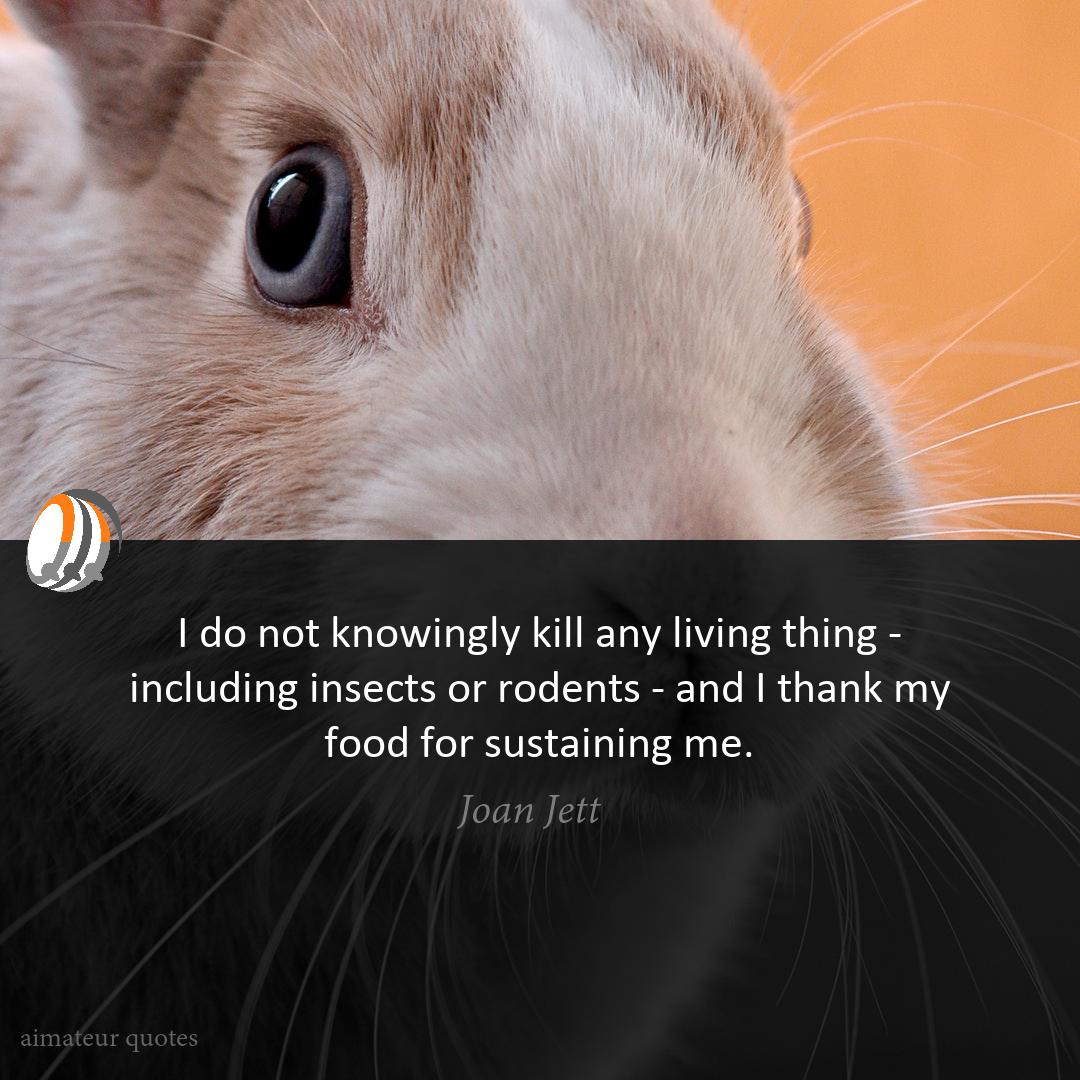 I do not knowingly kill any living thing -
including insects or rodents - and I thank my
food for sustaining me.
Joan Jett
aimateur quotes